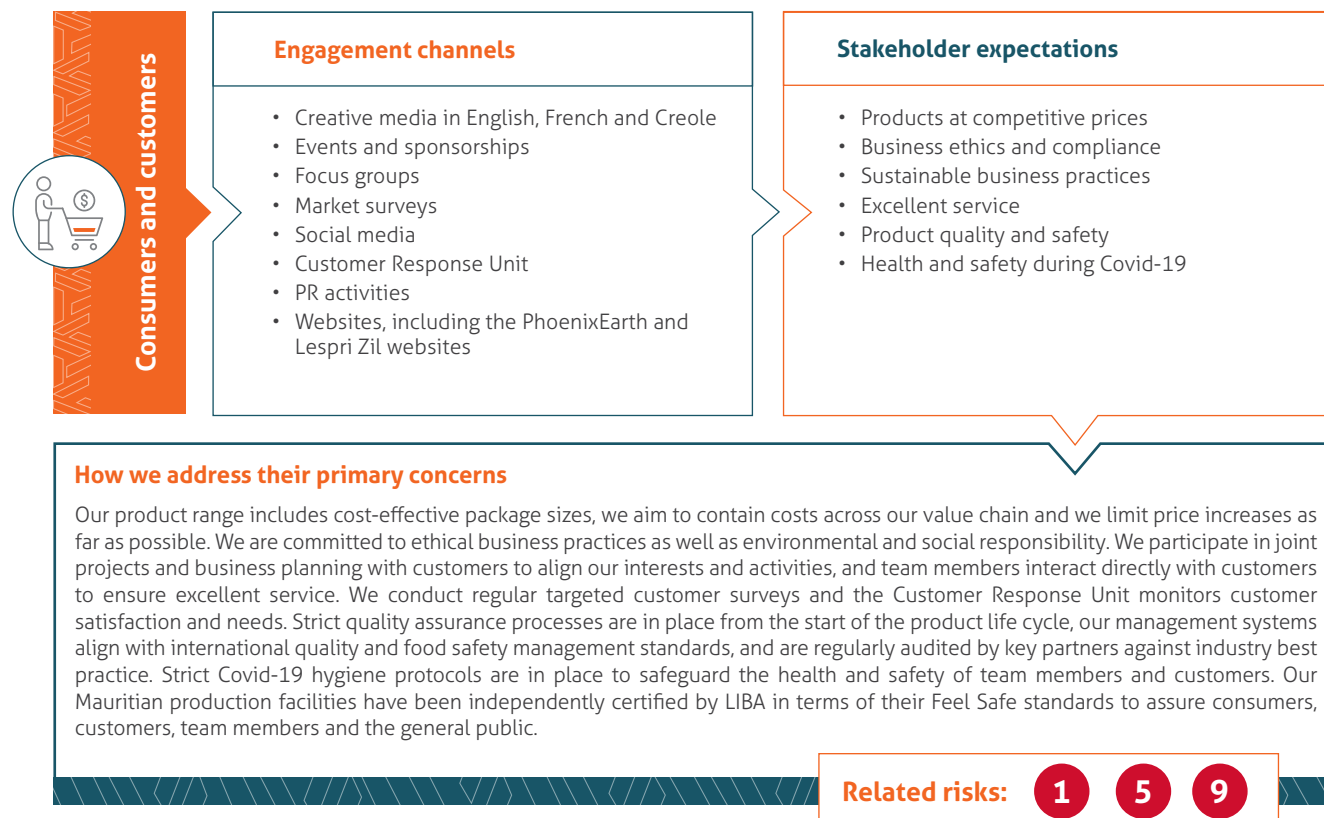 Consumers and customers
$
Engagement channels
• Creative media in English, French and Creole
• Events and sponsorships
• Focus groups
• Market surveys
• Social media
• Customer Response Unit
• PR activities
• Websites, including the PhoenixEarth and
Lespri Zil websites
Stakeholder expectations
• Products at competitive prices
• Business ethics and compliance
• Sustainable business practices
• Excellent service
• Product quality and safety
• Health and safety during Covid-19
How we address their primary concerns
Our product range includes cost-effective package sizes, we aim to contain costs across our value chain and we limit price increases as
far as possible. We are committed to ethical business practices as well as environmental and social responsibility. We participate in joint
projects and business planning with customers to align our interests and activities, and team members interact directly with customers
to ensure excellent service. We conduct regular targeted customer surveys and the Customer Response Unit monitors customer
satisfaction and needs. Strict quality assurance processes are in place from the start of the product life cycle, our management systems
align with international quality and food safety management standards, and are regularly audited by key partners against industry best
practice. Strict Covid-19 hygiene protocols are in place to safeguard the health and safety of team members and customers. Our
Mauritian production facilities have been independently certified by LIBA in terms of their Feel Safe standards to assure consumers,
customers, team members and the general public.
Related risks: 1 5 9